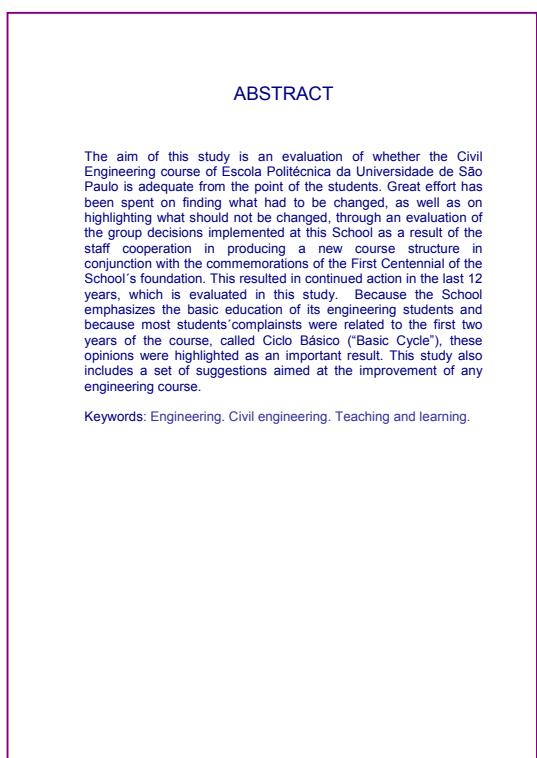 ABSTRACT
The aim of this study is an evaluation of whether the Civil
Engineering course of Escola Politécnica da Universidade de São
Paulo is adequate from the point of the students. Great effort has
been spent on finding what had to be changed, as well as on
highlighting what should not be changed, through an evaluation of
the group decisions implemented at this School as a result of the
staff cooperation in producing a new course structure in
conjunction with the commemorations of the First Centennial of the
School´s foundation. This resulted in continued action in the last 12
years, which is evaluated in this study. Because the School
emphasizes the basic education of its engineering students and
because most students´complainsts were related to the first two
years of the course, called Ciclo Básico (“Basic Cycle”), these
opinions were highlighted as an important result. This study also
includes a set of suggestions aimed at the improvement of any
engineering course.
Keywords: Engineering. Civil engineering. Teaching and learning.